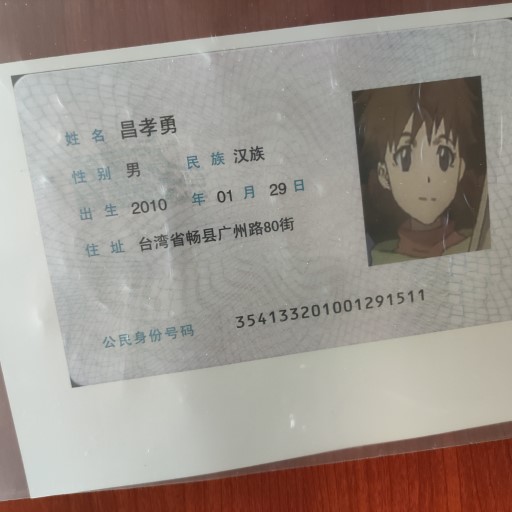 姓名 昌孝勇
性别 男 民族 汉族
出生 2010 年 01 月 29 日
住址 台湾省畅县广州路80街
公民身份号码 354133201001291511